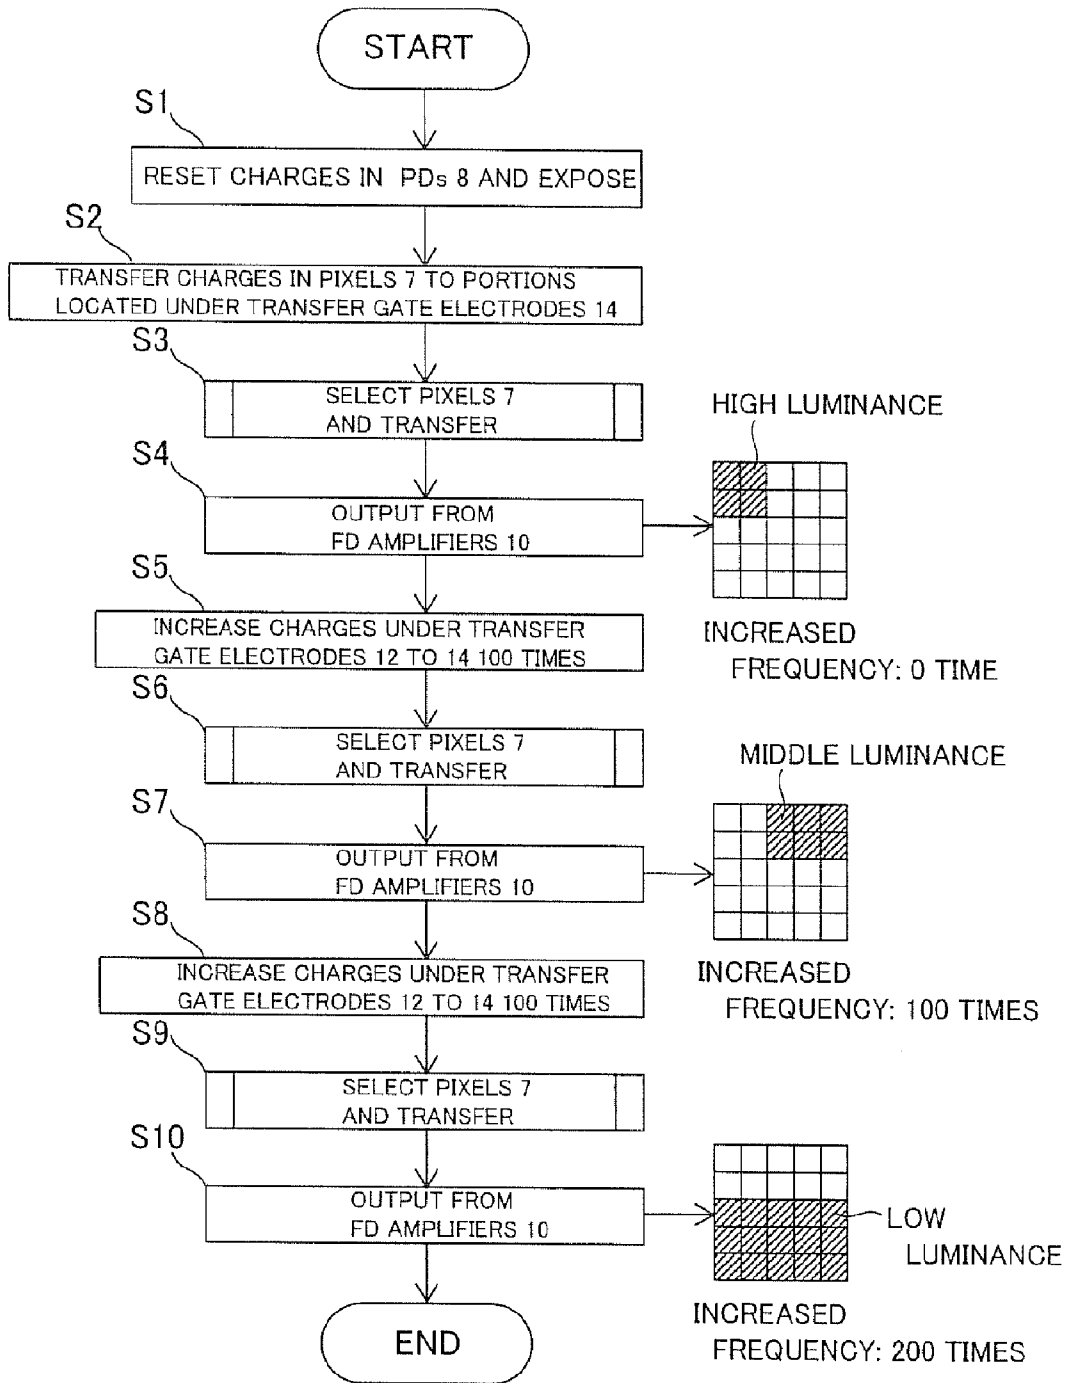 START
S1
RESET CHARGES IN PDs 8 AND EXPOSE
S2
TRANSFER CHARGES IN PIXELS 7 TO PORTIONS
LOCATED UNDER TRANSFER GATE ELECTRODES 14
S3
SELECT PIXELS 7
AND TRANSFER
HIGH LUMINANCE
S4
OUTPUT FROM
FD AMPLIFIERS 10
INCREASED
FREQUENCY: 0 TIME
S5
INCREASE CHARGES UNDER TRANSFER
GATE ELECTRODES 12 TO 14 100 TIMES
S6
SELECT PIXELS 7
AND TRANSFER
MIDDLE LUMINANCE
S7
OUTPUT FROM
FD AMPLIFIERS 10
INCREASED
FREQUENCY: 100 TIMES
S8
INCREASE CHARGES UNDER TRANSFER
GATE ELECTRODES 12 TO 14 100 TIMES
S9
SELECT PIXELS 7
AND TRANSFER
S10
OUTPUT FROM
FD AMPLIFIERS 10
LOW
LUMINANCE
INCREASED
FREQUENCY: 200 TIMES
END